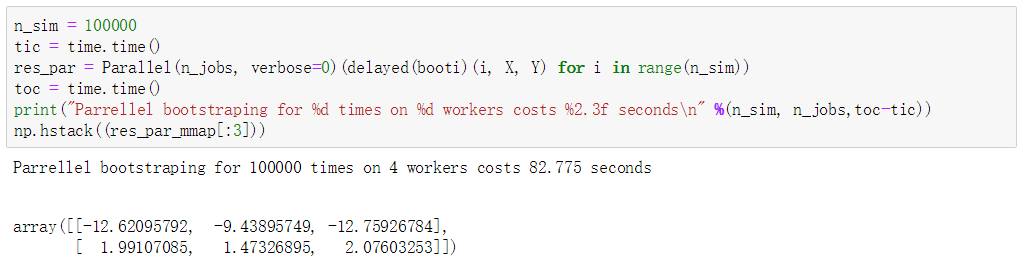 n_sim = 100000
tic = time.time()
res_par = Parallel(n_jobs, verbose=0)(delayed(booti)(i, X, Y) for i in range(n_sim))
toc = time.time()
print("Parrellel bootstraping for %d times on %d workers costs %2.3f seconds\n" %(n_sim, n_jobs,toc-tic))
np.hstack((res_par_mmap[:3]))
Parrellel bootstraping for 100000 times on 4 workers costs 82.775 seconds
array([[-12.62095792, -9.43895749, -12.75926784],
[ 1.99107085, 1.47326895, 2.07603253]])